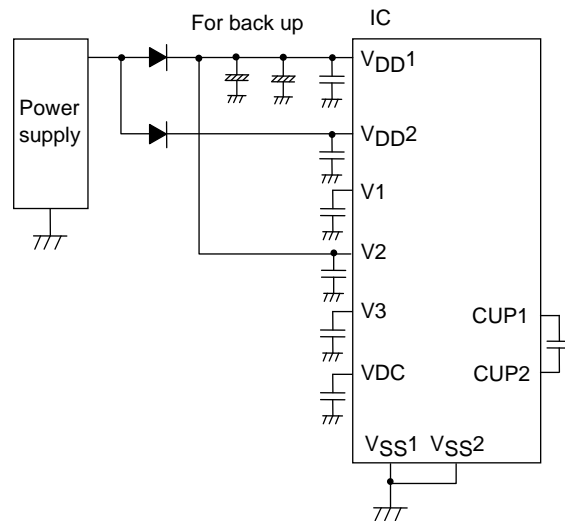 For back up
IC
Power
supply
VDD1
VDD2
V1
V2
V3
VDC
CUP1
CUP2
VSS1
VSS2